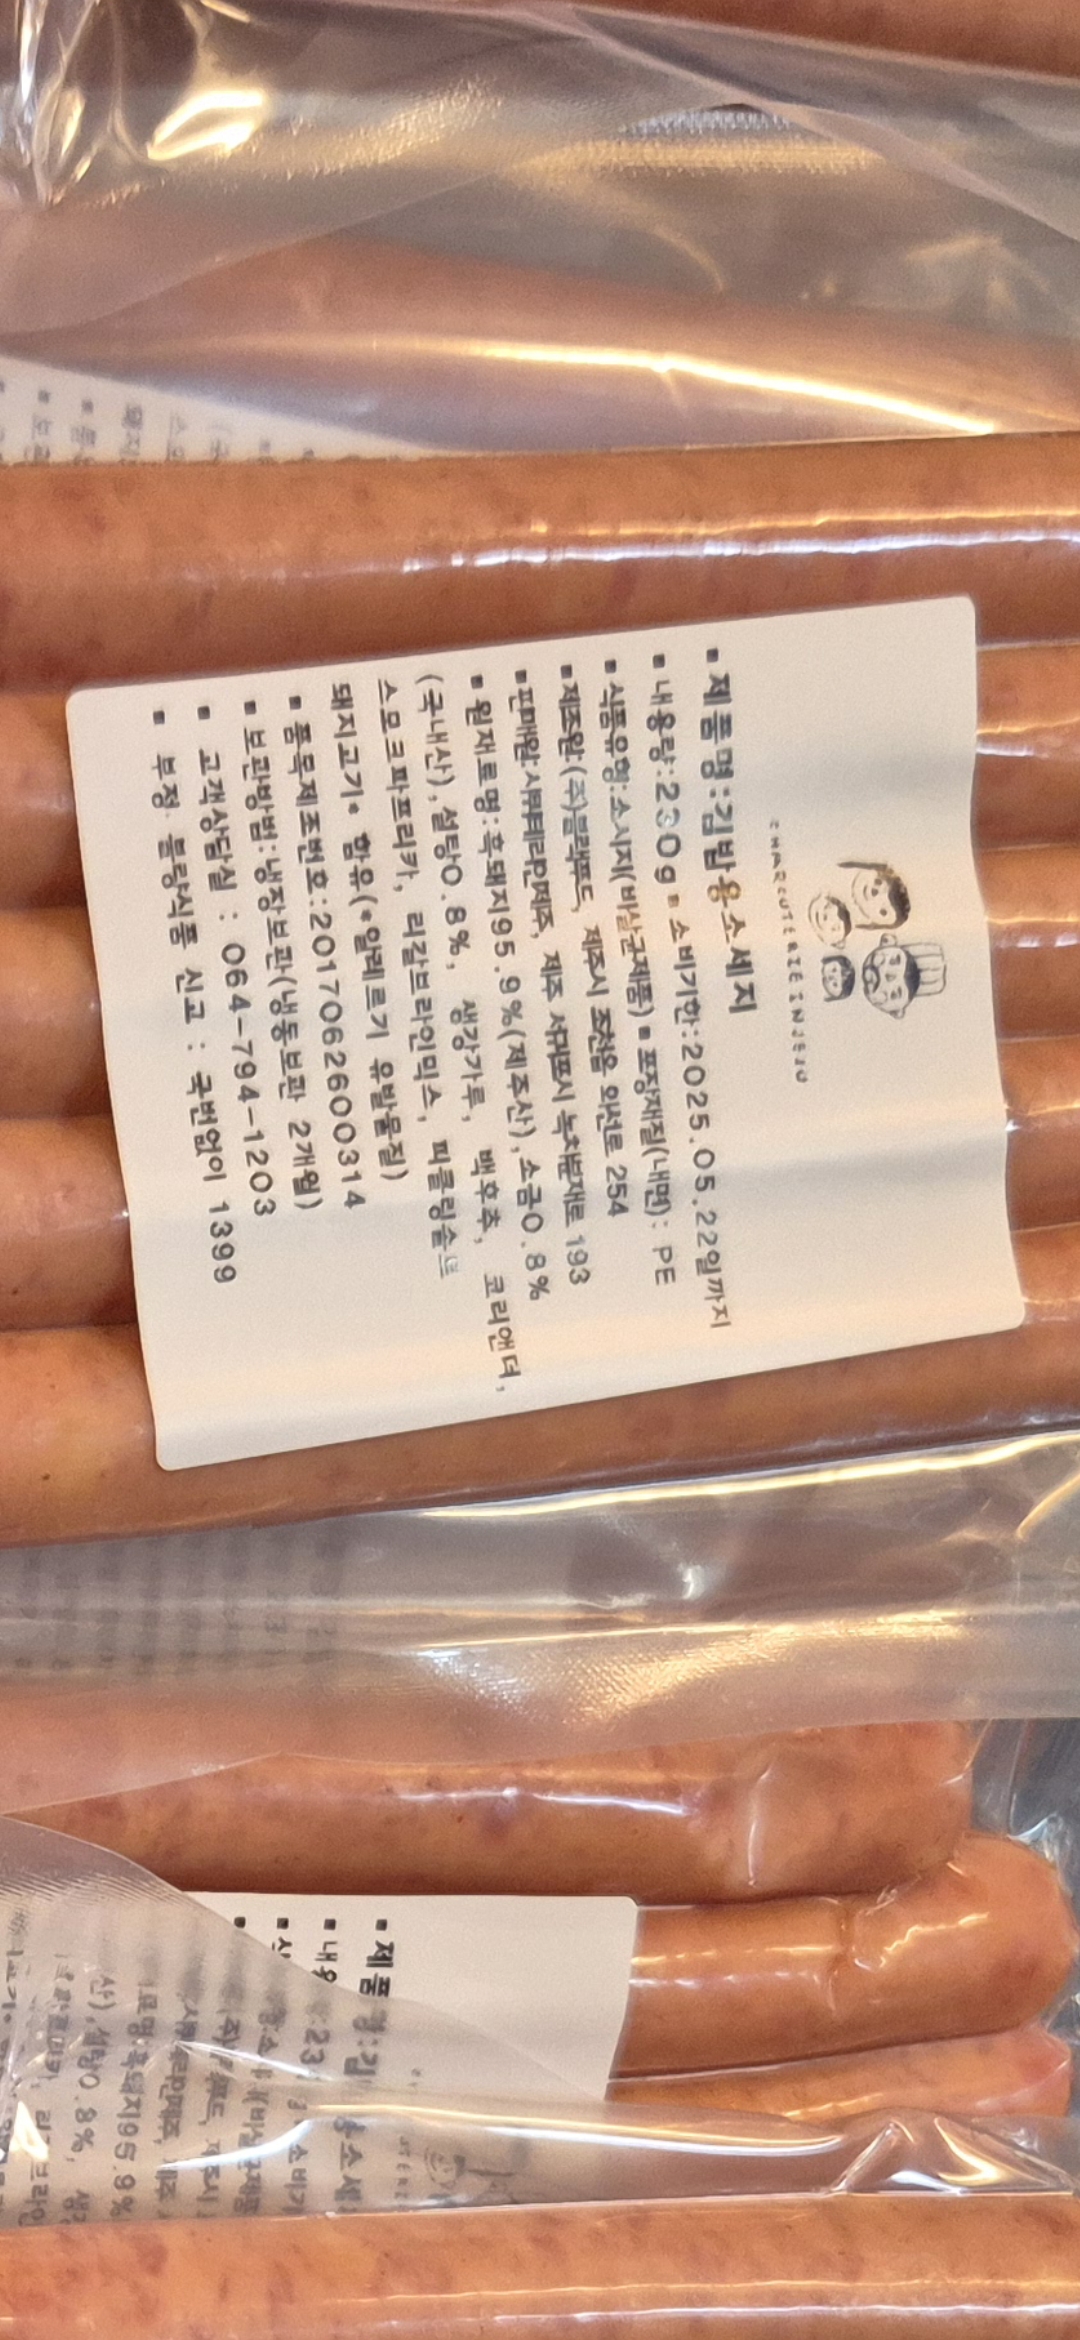 CHARCUTERIE IN JEJU
▪ 제품명:김밥용소세지
▪ 내용량:230g ▪ 소비기한:2025.05.22일까지
▪ 식품유형:소시지(비살균제품) ▪ 포장재질(내면): PE
▪ 제조원:(주)블랙푸드, 제주시 조천읍 와선로 254
▪ 판매원:샤퀴테리인제주, 제주 서귀포시 녹차분재로 193
▪ 원재료명:흑돼지95.9%(제주산),소금0.8%
(국내산),설탕0.8%, 생강가루, 백후추, 코리앤더,
스모크파프리카, 리갈브라인믹스, 피클링솔트
돼지고기* 함유(*알레르기 유발물질)
▪ 품목제조번호:2017062600314
▪ 보관방법:냉장보관(냉동보관 2개월)
▪ 고객상담실 : 064-794-1203
▪ 부정·불량식품 신고 : 국번없이 1399